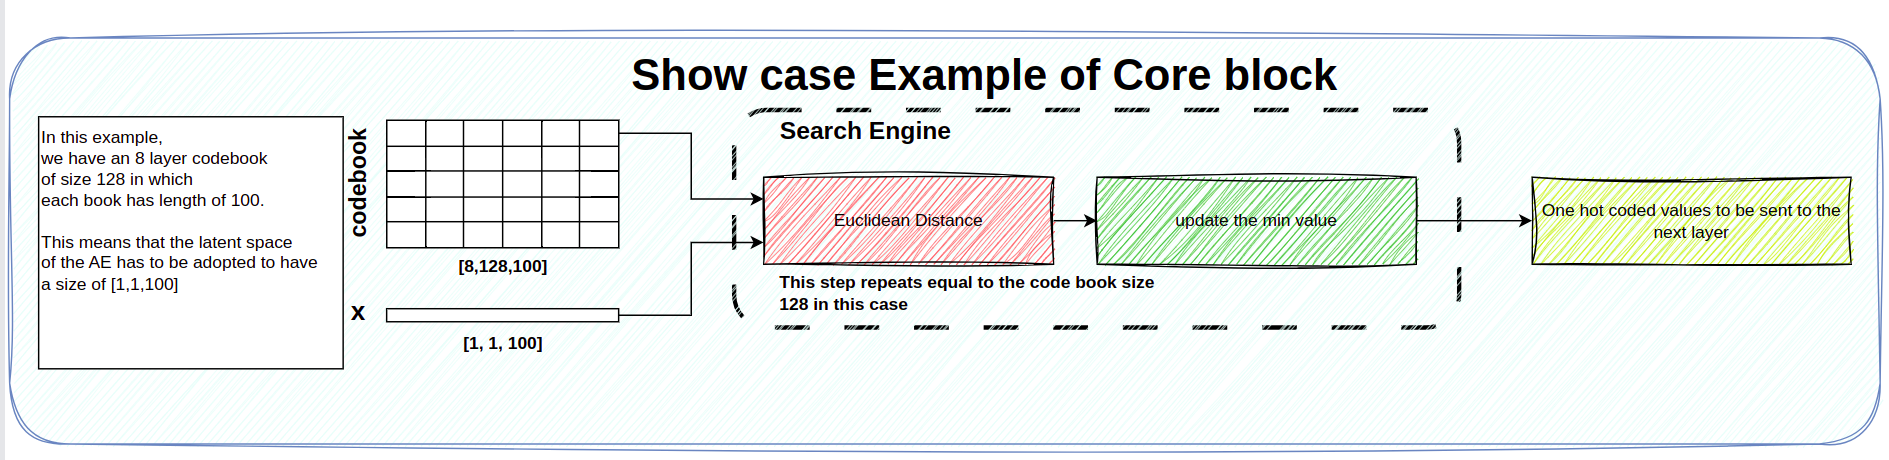 Show case Example of Core block
In this example,
we have an 8 layer codebook
of size 128 in which
each book has length of 100.
This means that the latent space
of the AE has to be adopted to have
a size of [1,1,100]
codebook
[8,128,100]
x
[1, 1, 100]
Search Engine
Euclidean Distance
update the min value
This step repeats equal to the code book size
128 in this case
One hot coded values to be sent to the
next layer